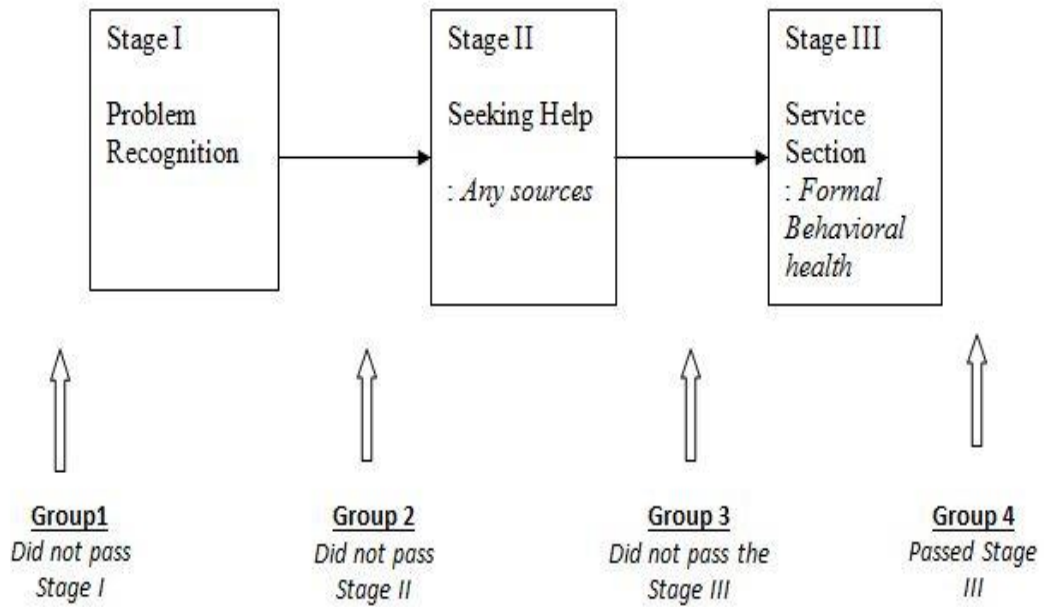 Stage I
Problem
Recognition
Stage II
Seeking Help
: Any sources
Stage III
Service
Section
: Formal
Behavioral
health
Group1
Did not pass
Stage I
Group 2
Did not pass
Stage II
Group 3
Did not pass the
Stage III
Group 4
Passed Stage
III